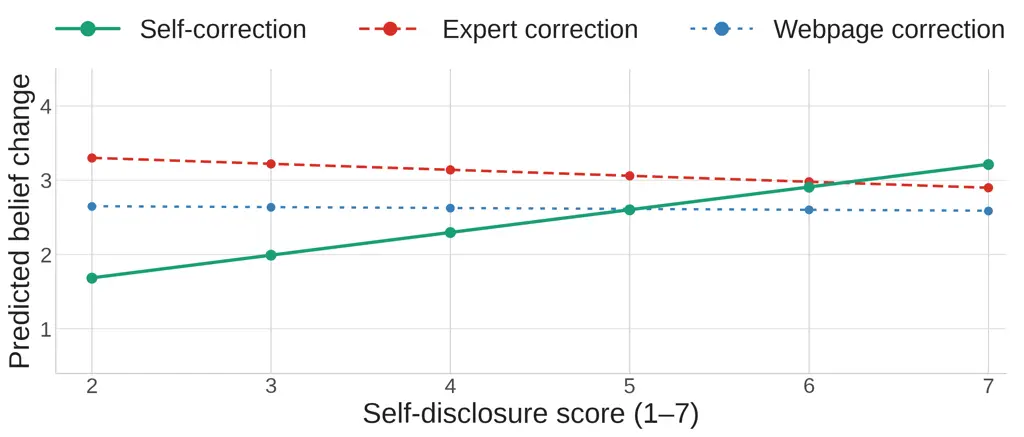 Self-correction Expert correction Webpage correction
Predicted belief change
4
3
2
1
2 3 4 5 6 7
Self-disclosure score (1–7)